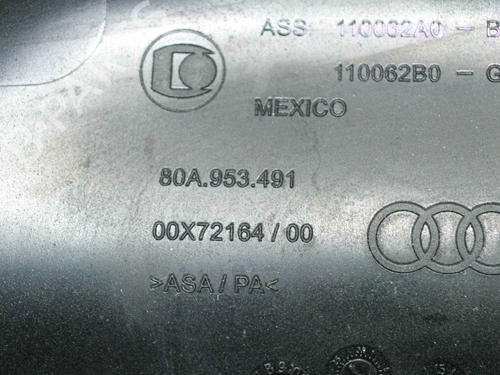 ASS 110062A0 - B
110062B0 - G
MEXICO
80A.953.491
00X72164 / 00
>ASA / PA<